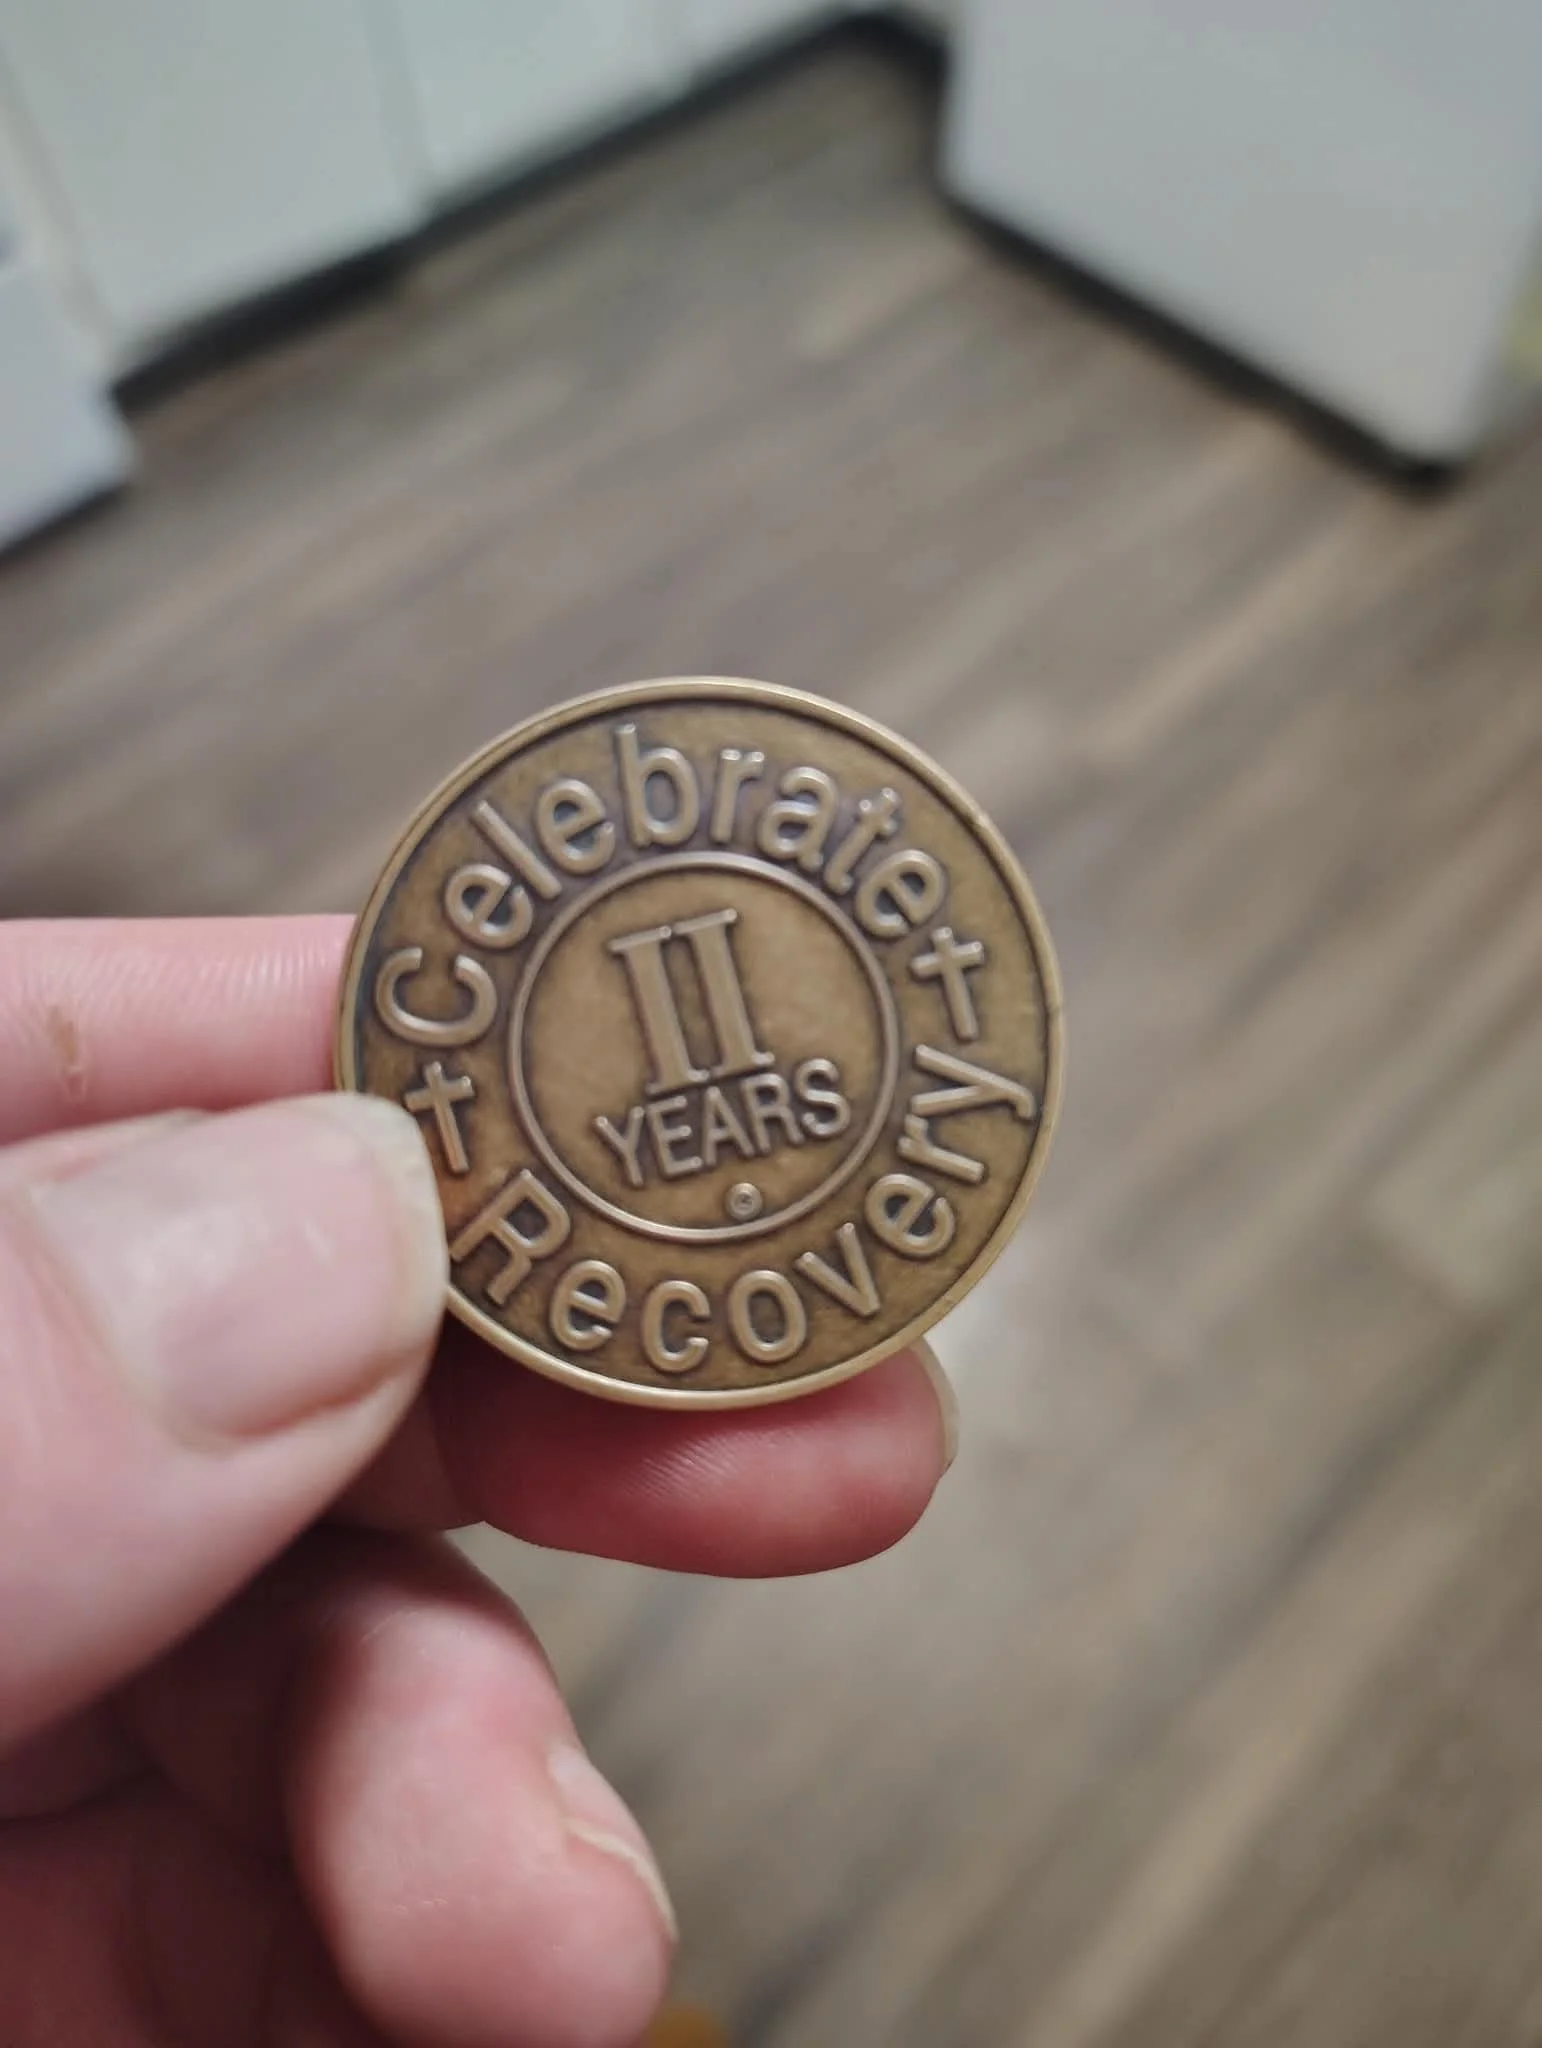 Celebrate
II
YEARS
Recovery